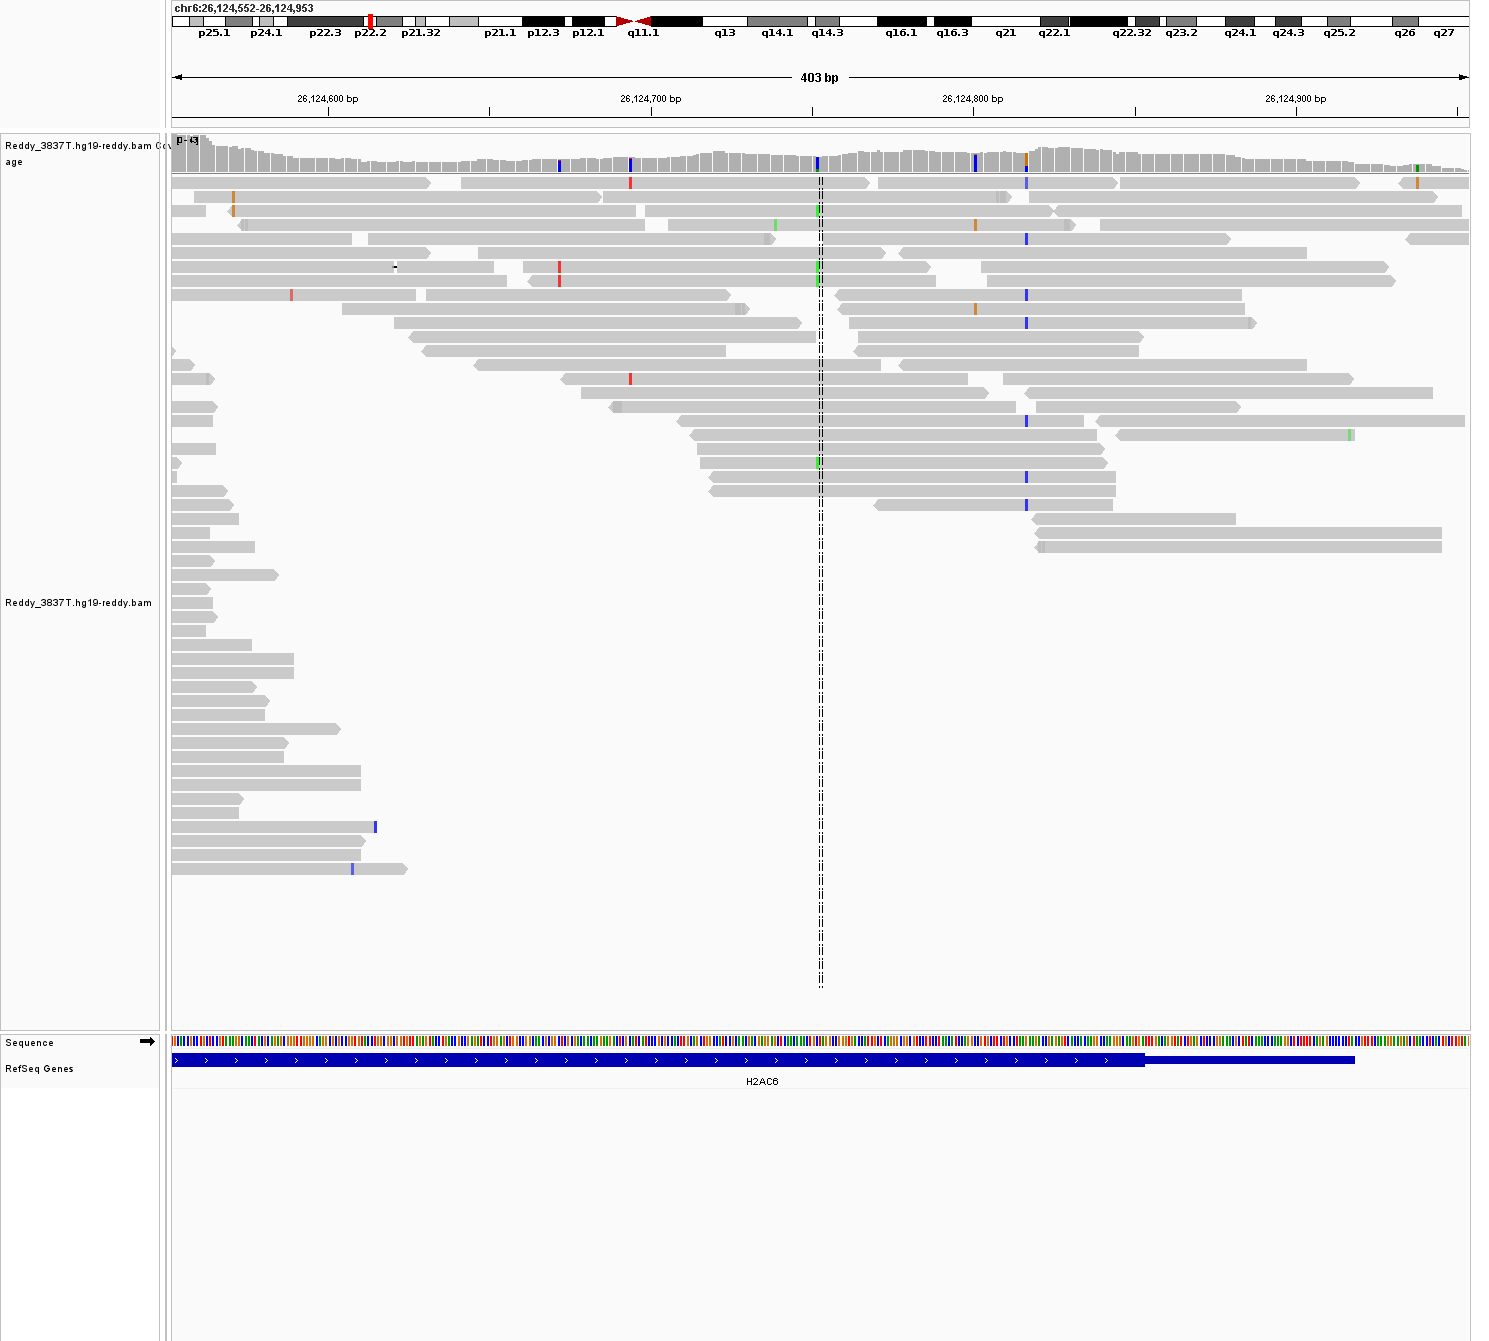 chr6:26,124,552-26,124,953
p25.1 p24.1 p22.3 p22.2 p21.32 p21.1 p12.3 p12.1 q11.1 q13 q14.1 q14.3 q16.1 q16.3 q21 q22.1 q22.32 q23.2 q24.1 q24.3 q25.2 q26 q27
403 bp
26,124,600 bp 26,124,700 bp 26,124,800 bp 26,124,900 bp
Reddy_3837T.hg19-reddy.bam Cov
age
Reddy_3837T.hg19-reddy.bam
Sequence
RefSeq Genes
H2AC6